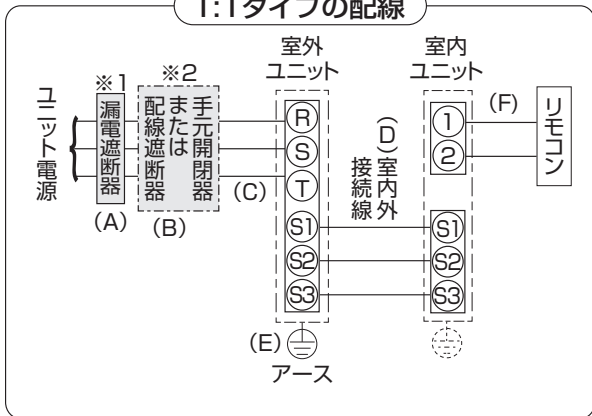 1:1タイプの配線
室外
ユニット
室内
ユニット
※1
※2
ユニット電源
漏電遮断器
手元開閉器
または
配線遮断器
(A)
(B)
(C)
R
S
T
S1
S2
S3
(D)室内外
接続線
1
2
S1
S2
S3
(F)
リモコン
(E)
アース